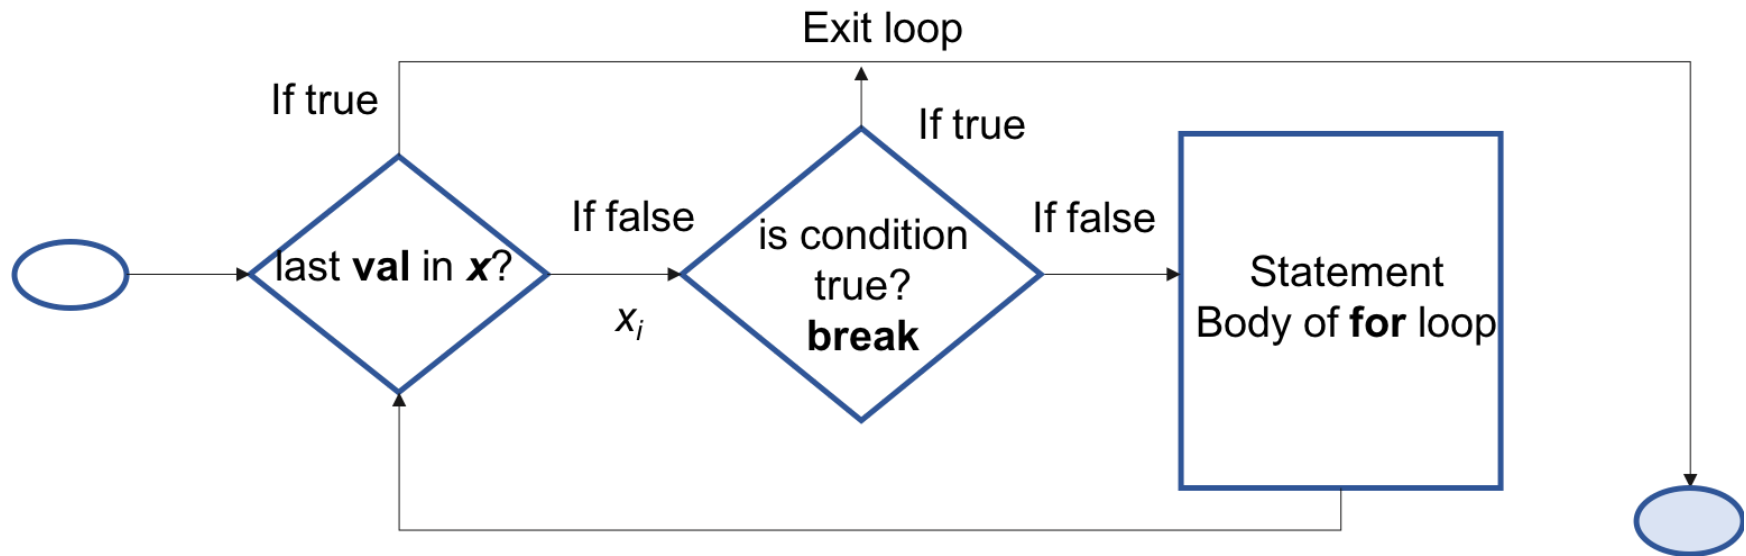 Exit loop
If true
If true
last val in x?
If false
xi
is condition
true?
break
If false
Statement
Body of for loop